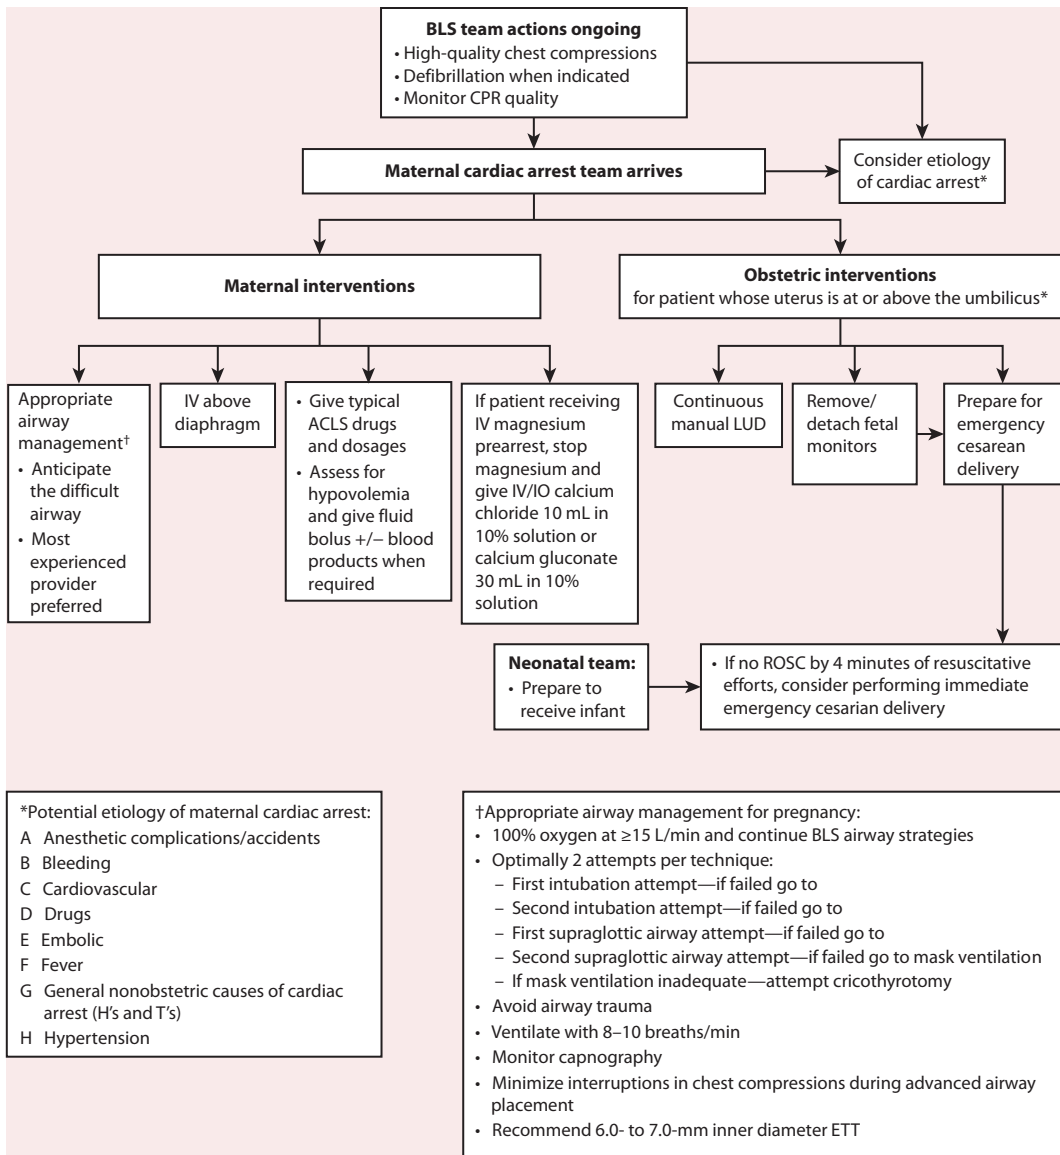 BLS team actions ongoing
• High-quality chest compressions
• Defibrillation when indicated
• Monitor CPR quality
Maternal cardiac arrest team arrives
Consider etiology
of cardiac arrest*
Maternal interventions
Obstetric interventions
for patient whose uterus is at or above the umbilicus*
Appropriate
airway
management†
• Anticipate
the difficult
airway
• Most
experienced
provider
preferred
IV above
diaphragm
• Give typical
ACLS drugs
and dosages
• Assess for
hypovolemia
and give fluid
bolus +/− blood
products when
required
If patient receiving
IV magnesium
prearrest, stop
magnesium and
give IV/IO calcium
chloride 10 mL in
10% solution or
calcium gluconate
30 mL in 10%
solution
Continuous
manual LUD
Remove/
detach fetal
monitors
Prepare for
emergency
cesarean
delivery
Neonatal team:
• Prepare to
receive infant
• If no ROSC by 4 minutes of resuscitative
efforts, consider performing immediate
emergency cesarian delivery
*Potential etiology of maternal cardiac arrest:
A Anesthetic complications/accidents
B Bleeding
C Cardiovascular
D Drugs
E Embolic
F Fever
G General nonobstetric causes of cardiac
arrest (H's and T's)
H Hypertension
†Appropriate airway management for pregnancy:
• 100% oxygen at ≥15 L/min and continue BLS airway strategies
• Optimally 2 attempts per technique:
– First intubation attempt—if failed go to
– Second intubation attempt—if failed go to
– First supraglottic airway attempt—if failed go to
– Second supraglottic airway attempt—if failed go to mask ventilation
– If mask ventilation inadequate—attempt cricothyrotomy
• Avoid airway trauma
• Ventilate with 8–10 breaths/min
• Monitor capnography
• Minimize interruptions in chest compressions during advanced airway
placement
• Recommend 6.0- to 7.0-mm inner diameter ETT